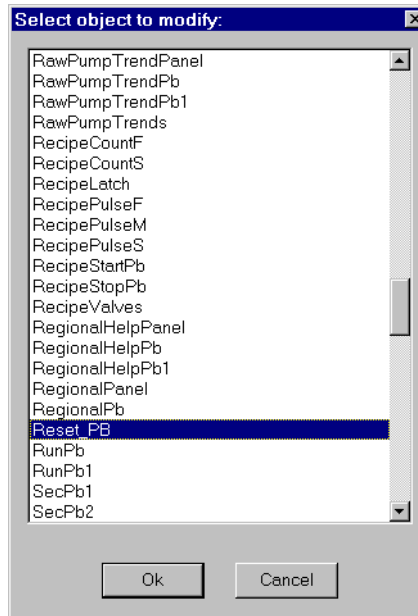 Select object to modify:
RawPumpTrendPanel
RawPumpTrendPb
RawPumpTrendPb1
RawPumpTrends
RecipeCountF
RecipeCountS
RecipeLatch
RecipePulseF
RecipePulseM
RecipePulseS
RecipeStartPb
RecipeStopPb
RecipeValves
RegionalHelpPanel
RegionalHelpPb
RegionalHelpPb1
RegionalPanel
RegionalPb
Reset_PB
RunPb
RunPb1
SecPb1
SecPb2
Ok Cancel